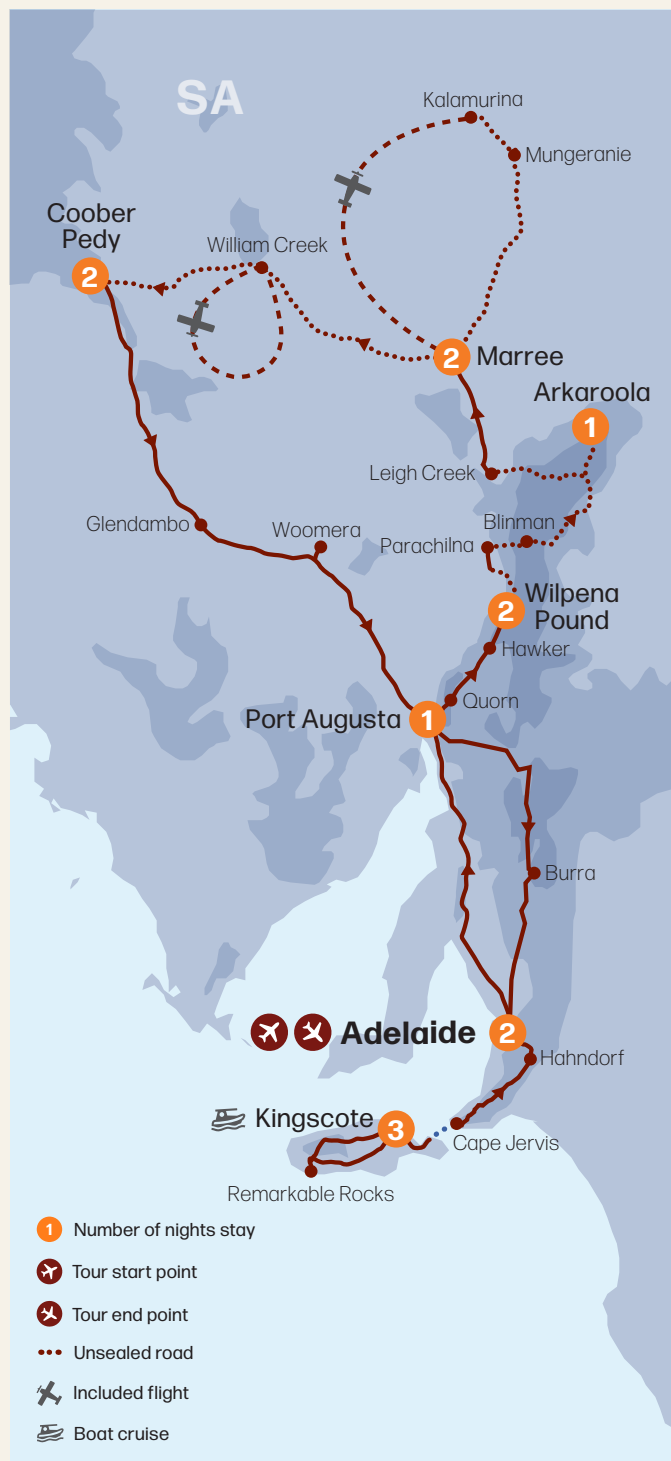 SA
Kalamurina
Mungeranie
Coober
Pedy
2
William Creek
2
Marree
Arkaroola
1
Leigh Creek
Glendambo
Woomera
Blinman
Parachilna
2
Wilpena
Pound
Hawker
Quorn
Port Augusta
1
Burra
Adelaide
2
Hahndorf
Kingscote
3
Cape Jervis
Remarkable Rocks
1 Number of nights stay
Tour start point
Tour end point
Unsealed road
Included flight
Boat cruise